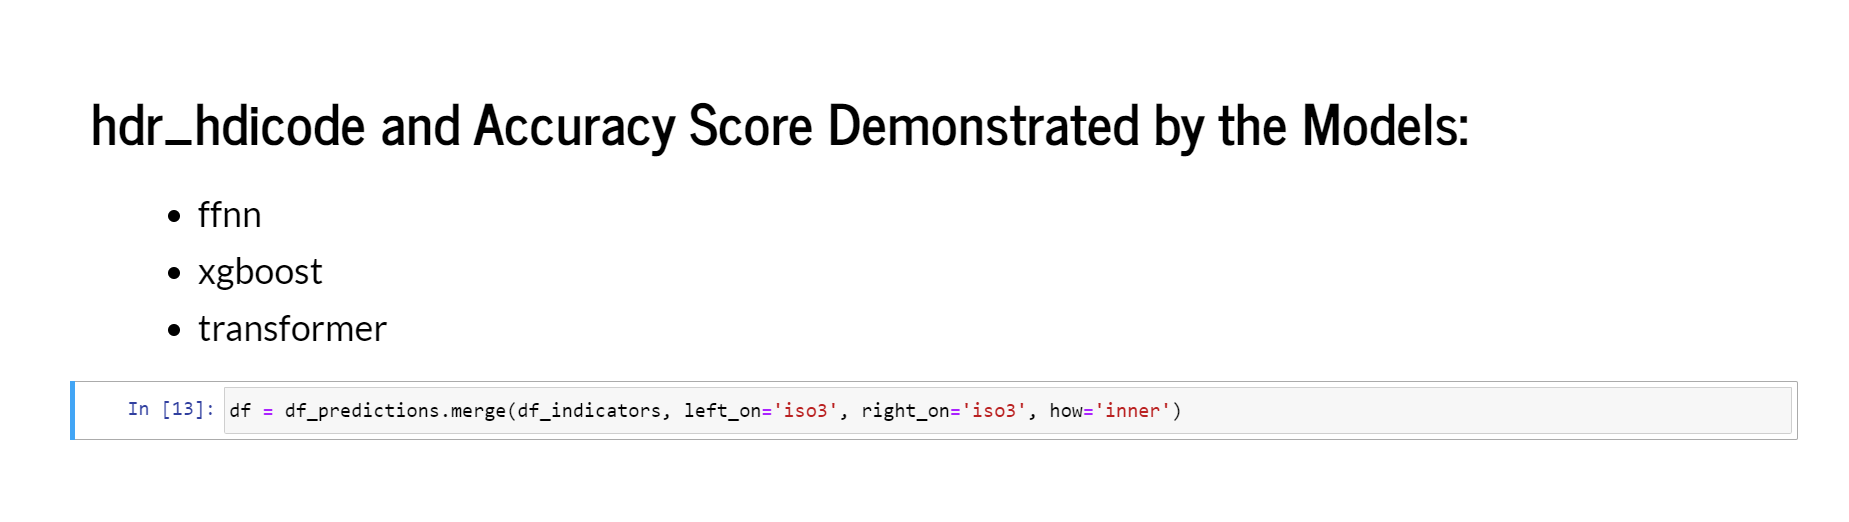 hdr_hdicode and Accuracy Score Demonstrated by the Models:
• ffnn
• xgboost
• transformer
In [13]: df = df_predictions.merge(df_indicators, left_on='iso3', right_on='iso3', how='inner')